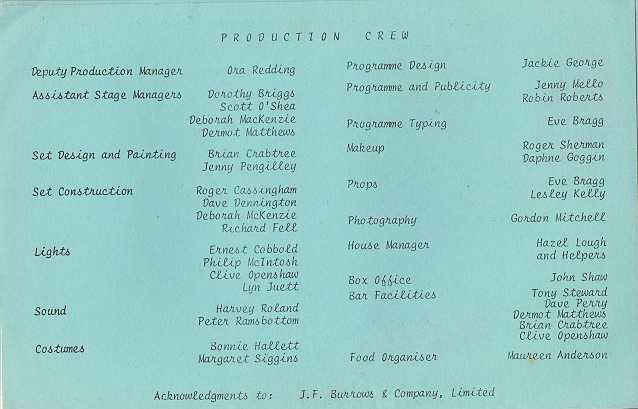 PRODUCTION CREW
Deputy Production Manager Ora Redding
Assistant Stage Managers Dorothy Briggs
Scott O'Shea
Deborah MacKenzie
Dermot Matthews
Set Design and Painting Brian Crabtree
Jenny Pengilley
Set Construction Roger Cassingham
Dave Dennington
Deborah McKenzie
Richard Fell
Lights Ernest Cobbold
Philip McIntosh
Clive Openshaw
Lyn Juett
Sound Harvey Roland
Peter Ramsbottom
Costumes Bonnie Hallett
Margaret Siggins
Programme Design Jackie George
Programme and Publicity Jenny Mello
Robin Roberts
Programme Typing Eve Bragg
Makeup Roger Sherman
Daphne Goggin
Props Eve Bragg
Lesley Kelly
Photography Gordon Mitchell
House Manager Hazel Lough
and Helpers
Box Office John Shaw
Bar Facilities Tony Steward
Dave Perry
Dermot Matthews
Brian Crabtree
Clive Openshaw
Food Organiser Maureen Anderson
Acknowledgments to: J.F. Burrows & Company, Limited